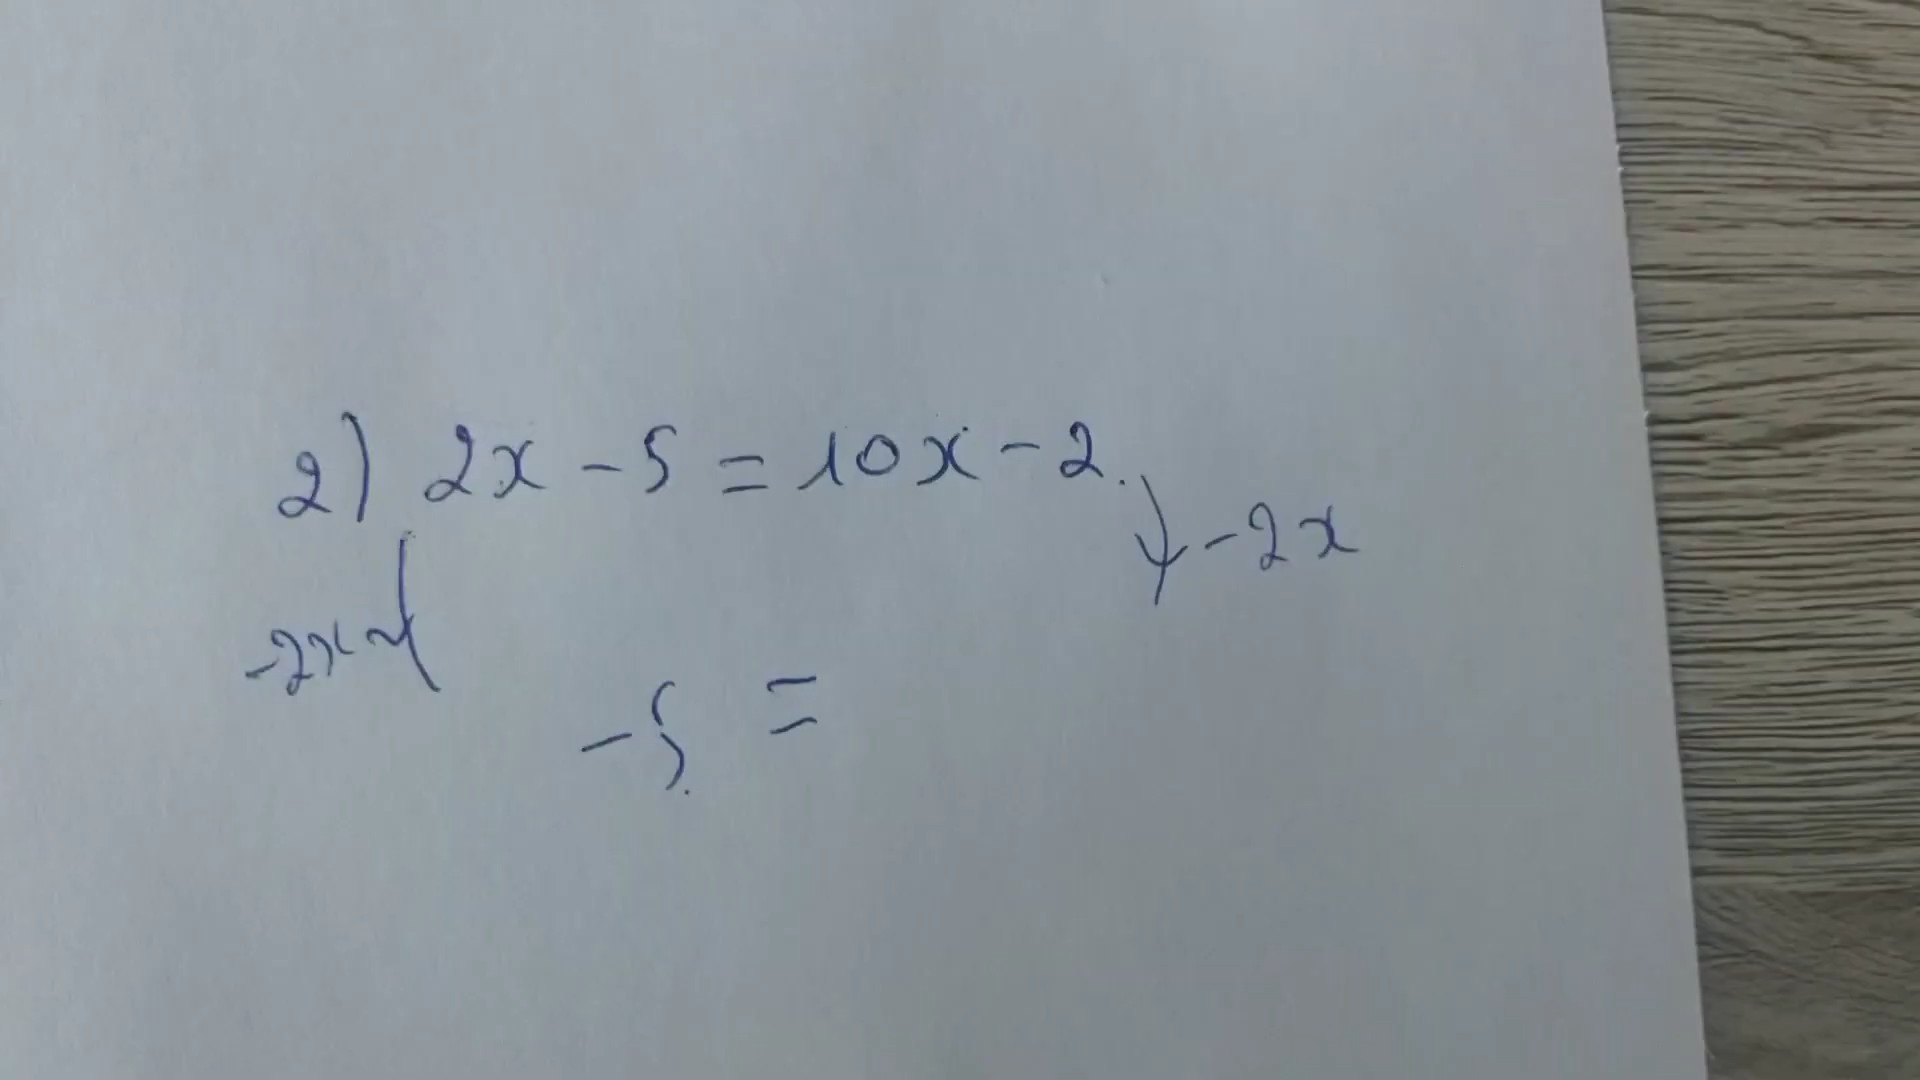 2) 2x - 5 = 10x - 2
-2x
-2x
-5 =